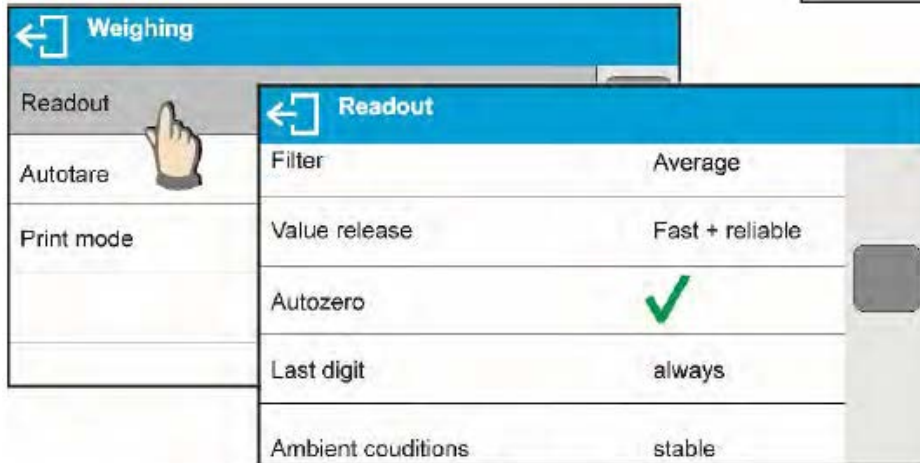 Weighing
Readout
Autotare
Print mode
Readout
Filter Average
Value release Fast + reliable
Autozero
Last digit always
Ambient couditions stable